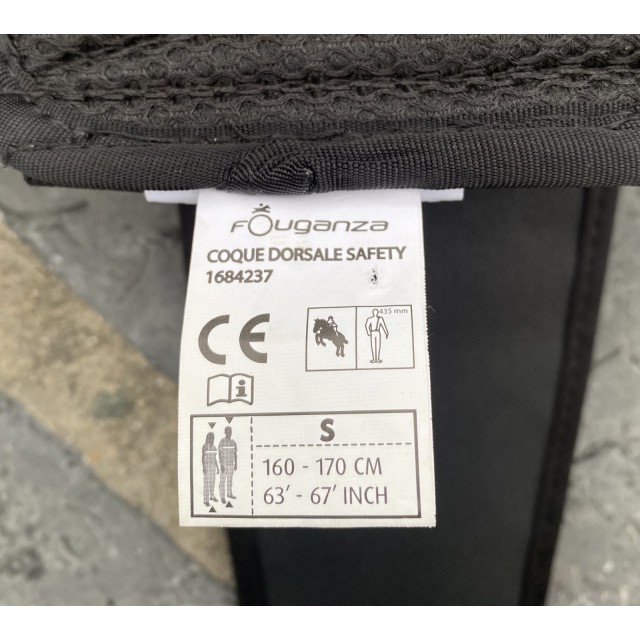 fOuganza
COQUE DORSALE SAFETY
1684237
CE
435 mm
i
S
160 - 170 CM
63' - 67' INCH